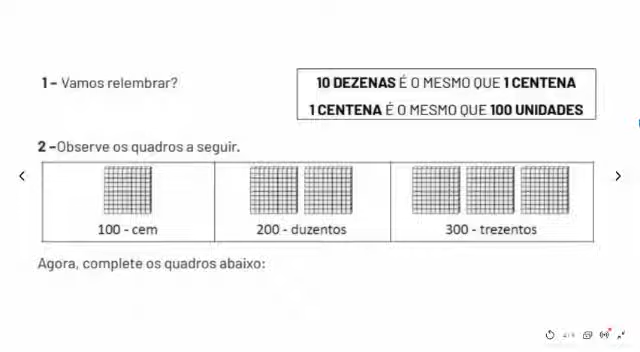 1 - Vamos relembrar?
10 DEZENAS É O MESMO QUE 1 CENTENA
1 CENTENA É O MESMO QUE 100 UNIDADES
2 -Observe os quadros a seguir.
100 - cem
200 - duzentos
300 - trezentos
Agora, complete os quadros abaixo: